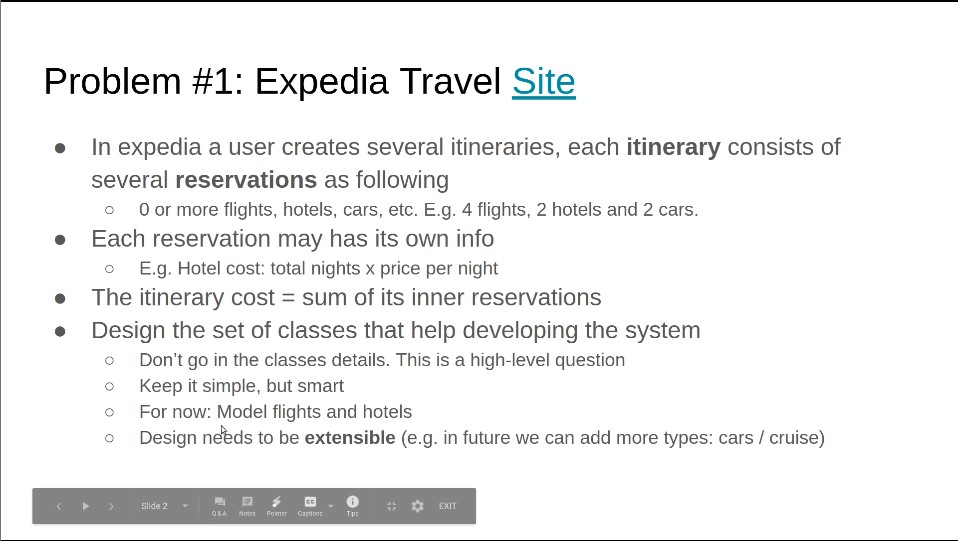 Problem #1: Expedia Travel Site
● In expedia a user creates several itineraries, each itinerary consists of
several reservations as following
○ 0 or more flights, hotels, cars, etc. E.g. 4 flights, 2 hotels and 2 cars.
● Each reservation may has its own info
○ E.g. Hotel cost: total nights x price per night
● The itinerary cost = sum of its inner reservations
● Design the set of classes that help developing the system
○ Don’t go in the classes details. This is a high-level question
○ Keep it simple, but smart
○ For now: Model flights and hotels
○ Design needs to be extensible (e.g. in future we can add more types: cars / cruise)
Slide 2
Q&A
Notes
Pointer
CC
Captions
Tips
EXIT